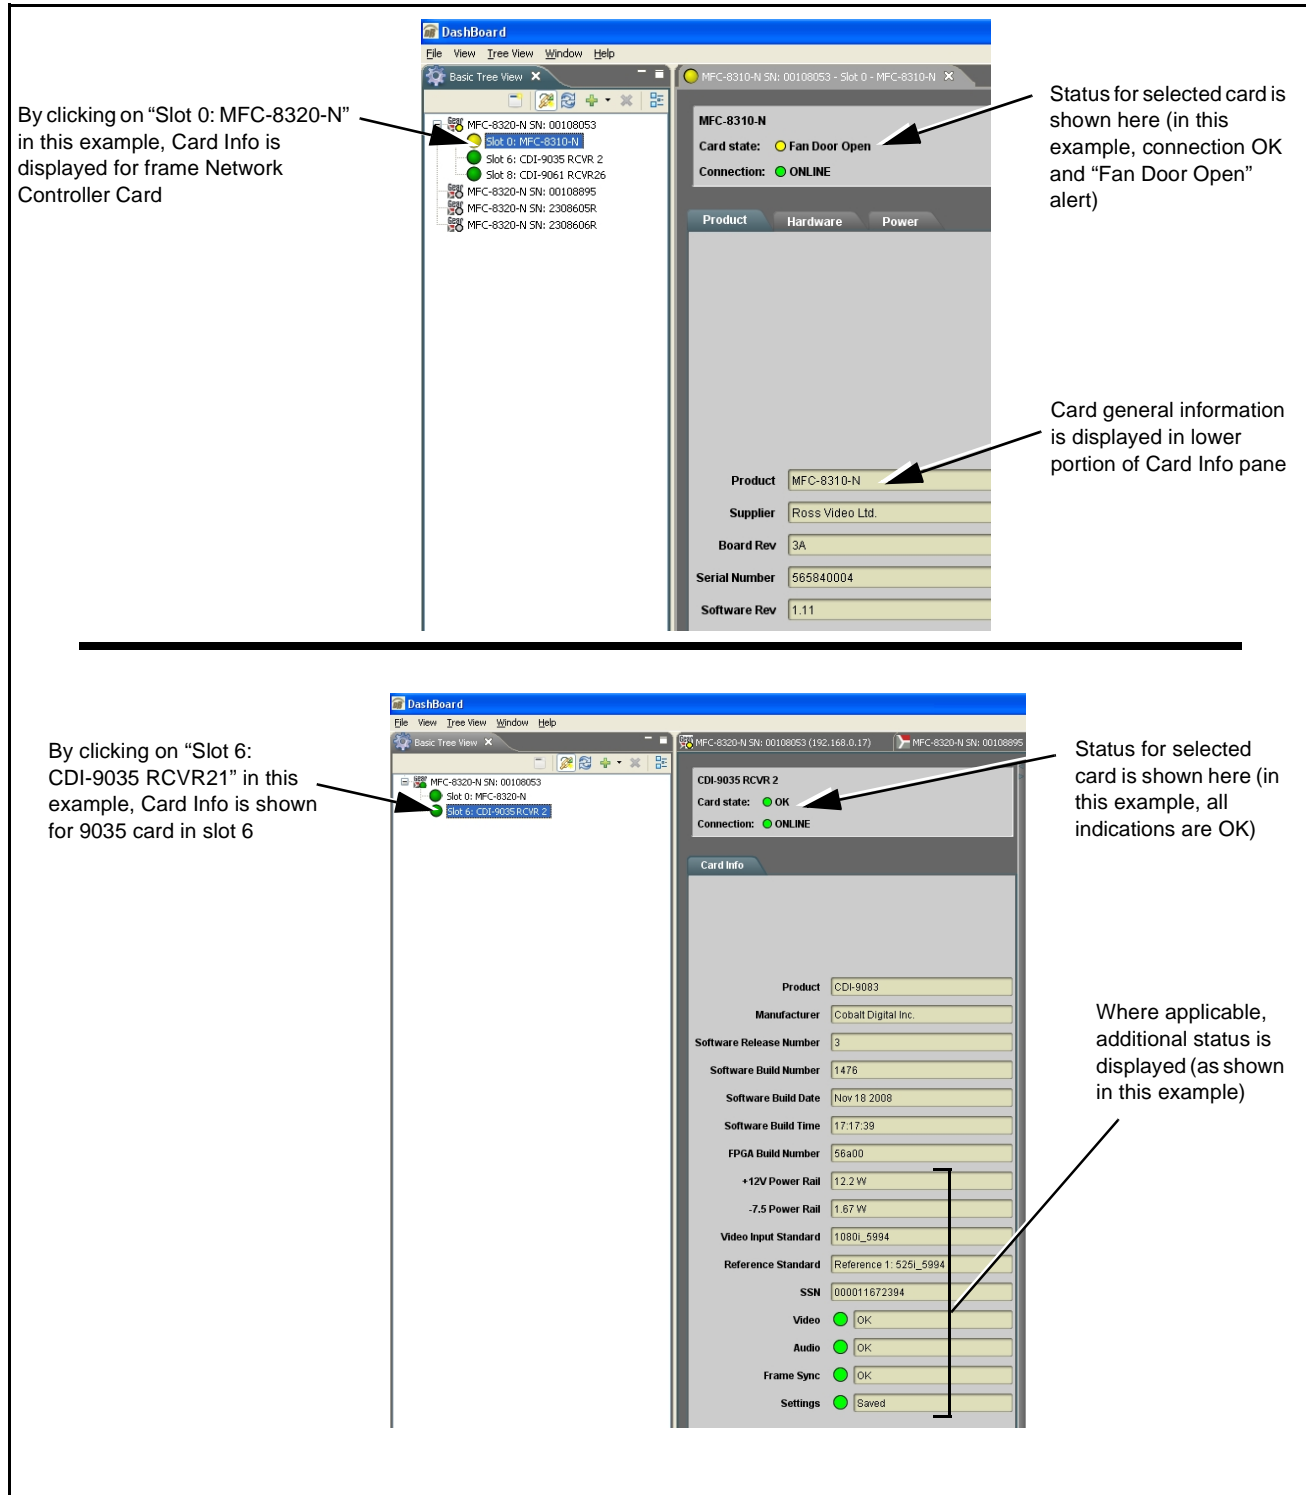 DashBoard
File View Tree View Window Help
Basic Tree View
MFC-8310-N SN: 00108053 - Slot 0 - MFC-8310-N
By clicking on “Slot 0: MFC-8320-N”
in this example, Card Info is
displayed for frame Network
Controller Card
MFC-8320-N SN: 00108053
Slot 0: MFC-8310-N
Slot 6: CDI-9035 RCVR 2
Slot 8: CDI-9061 RCVR26
MFC-8320-N SN: 00108895
MFC-8320-N SN: 2308605R
MFC-8320-N SN: 2308606R
MFC-8310-N
Card state: Fan Door Open
Connection: ONLINE
Status for selected card is
shown here (in this
example, connection OK
and “Fan Door Open”
alert)
Product Hardware Power
Card general information
is displayed in lower
portion of Card Info pane
Product MFC-8310-N
Supplier Ross Video Ltd.
Board Rev 3A
Serial Number 565840004
Software Rev 1.11
DashBoard
File View Tree View Window Help
Basic Tree View
MFC-8320-N SN: 00108053 (192.168.0.17) MFC-8320-N SN: 00108895
By clicking on “Slot 6:
CDI-9035 RCVR21” in this
example, Card Info is shown
for 9035 card in slot 6
MFC-8320-N SN: 00108053
Slot 0: MFC-8320-N
Slot 6: CDI-9035 RCVR 2
CDI-9035 RCVR 2
Card state: OK
Connection: ONLINE
Status for selected
card is shown here (in
this example, all
indications are OK)
Card Info
Product CDI-9083
Manufacturer Cobalt Digital Inc.
Software Release Number 3
Software Build Number 1476
Software Build Date Nov 18 2008
Software Build Time 17:17:39
FPGA Build Number 56a00
+12V Power Rail 12.2 W
-7.5 Power Rail 1.67 W
Video Input Standard 1080i_5994
Reference Standard Reference 1: 525i_5994
SSN 000011672394
Video OK
Audio OK
Frame Sync OK
Settings Saved
Where applicable,
additional status is
displayed (as shown
in this example)